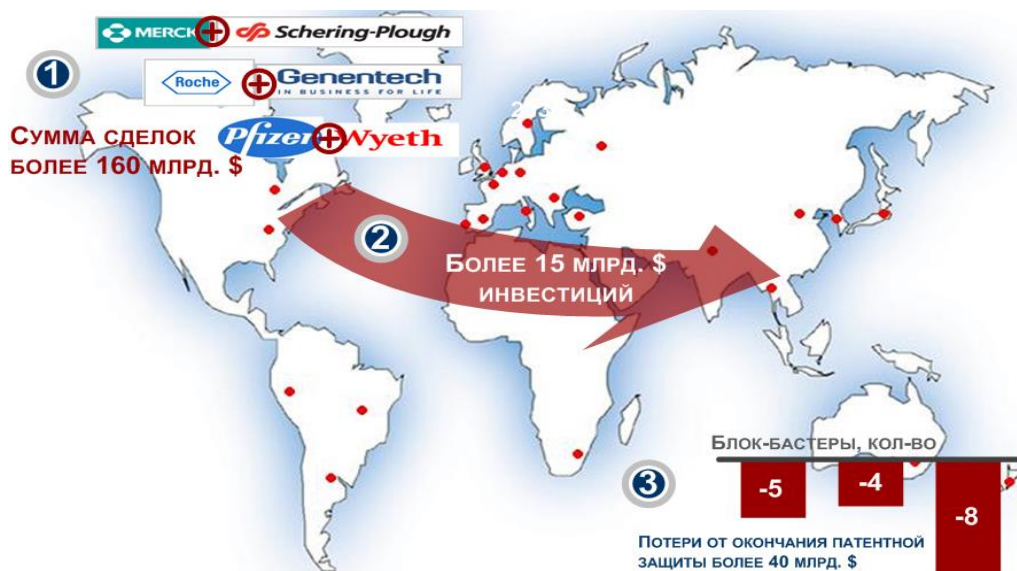 MERCK + Schering-Plough
1
Roche + Genentech
IN BUSINESS FOR LIFE
Сумма сделок
более 160 млрд. $
Pfizer + Wyeth
2
Более 15 млрд. $
инвестиций
Блок-бастеры, кол-во
3
-5
-4
-8
Потери от окончания патентной
защиты более 40 млрд. $